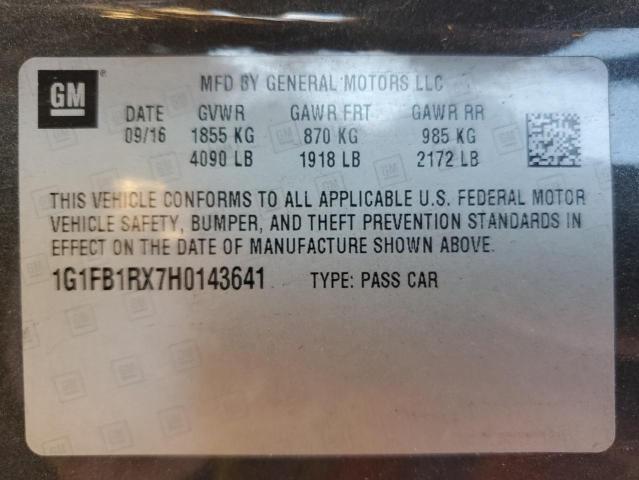 GM
MFD BY GENERAL MOTORS LLC
DATE GVWR GAWR FRT GAWR RR
09/16 1855 KG 870 KG 985 KG
4090 LB 1918 LB 2172 LB
THIS VEHICLE CONFORMS TO ALL APPLICABLE U.S. FEDERAL MOTOR
VEHICLE SAFETY, BUMPER, AND THEFT PREVENTION STANDARDS IN
EFFECT ON THE DATE OF MANUFACTURE SHOWN ABOVE.
1G1FB1RX7H0143641 TYPE: PASS CAR